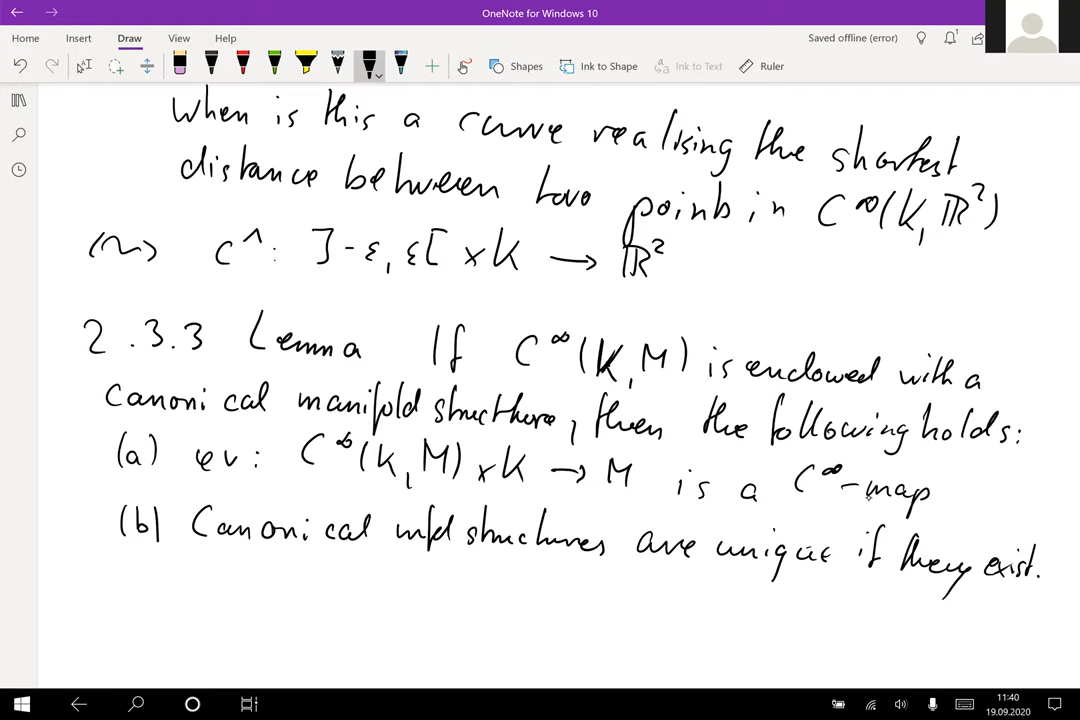 OneNote for Windows 10
Home Insert Draw View Help Saved offline (error)
Shapes Ink to Shape Ink to Text Ruler
When is this a curve realising the shortest
distance between two points in C^∞(K, ℝ²)
(~>) c^: ]-ε, ε[ × K → ℝ²
2.3.3 Lemma If C^∞(K, M) is endowed with a
canonical manifold structure, then the following holds:
(a) ev: C^∞(K, M) × K → M is a C^∞-map
(b) Canonical mfd structures are unique if they exist.
11:40
19.09.2020